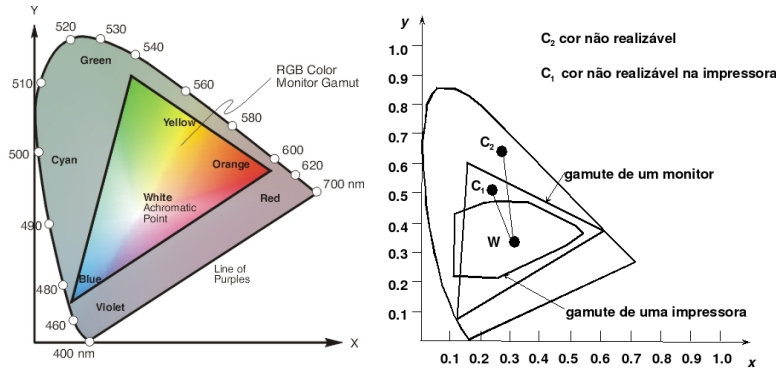 Y
520
530
540
Green
510
560
RGB Color
Monitor Gamut
580
Yellow
500
Cyan
600
620
Orange
700 nm
White
Achromatic
Point
Red
490
Line of
Purples
480
Blue
Violet
460
400 nm
X
y
C2 cor não realizável
1.0
C1 cor não realizável na impressora
0.9
0.8
0.7
C2
0.6
gamute de um monitor
0.5
C1
0.4
W
0.3
0.2
gamute de uma impressora
0.1
0.1 0.2 0.3 0.4 0.5 0.6 0.7 0.8 0.9 1.0
x